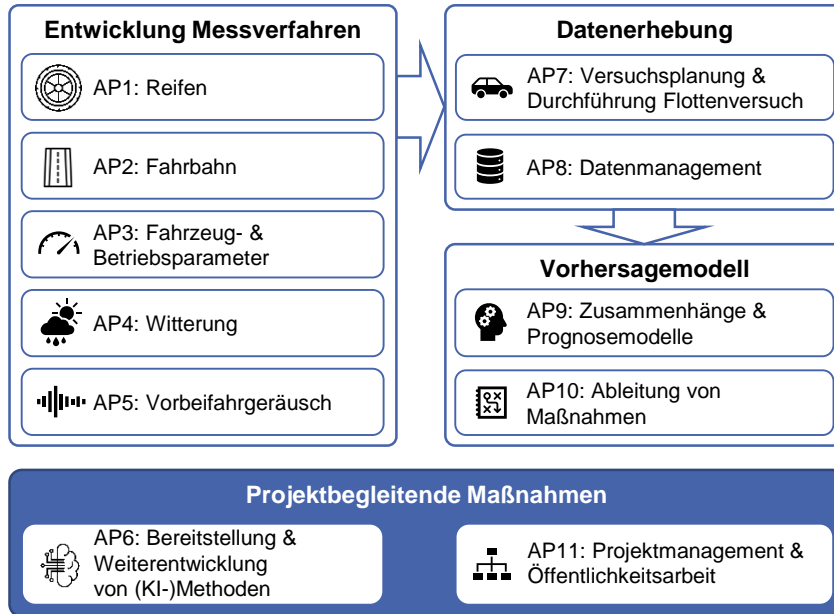 Entwicklung Messverfahren
AP1: Reifen
AP2: Fahrbahn
AP3: Fahrzeug- &
Betriebsparameter
AP4: Witterung
AP5: Vorbeifahrgeräusch
Datenerhebung
AP7: Versuchsplanung &
Durchführung Flottenversuch
AP8: Datenmanagement
Vorhersagemodell
AP9: Zusammenhänge &
Prognosemodelle
AP10: Ableitung von
Maßnahmen
Projektbegleitende Maßnahmen
AP6: Bereitstellung &
Weiterentwicklung
von (KI-)Methoden
AP11: Projektmanagement &
Öffentlichkeitsarbeit